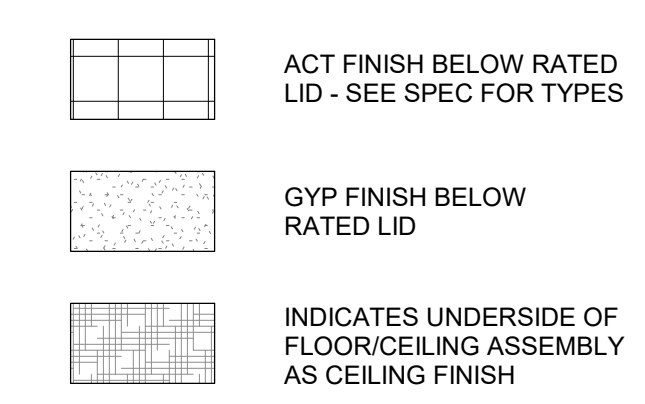 ACT FINISH BELOW RATED
LID - SEE SPEC FOR TYPES
GYP FINISH BELOW
RATED LID
INDICATES UNDERSIDE OF
FLOOR/CEILING ASSEMBLY
AS CEILING FINISH